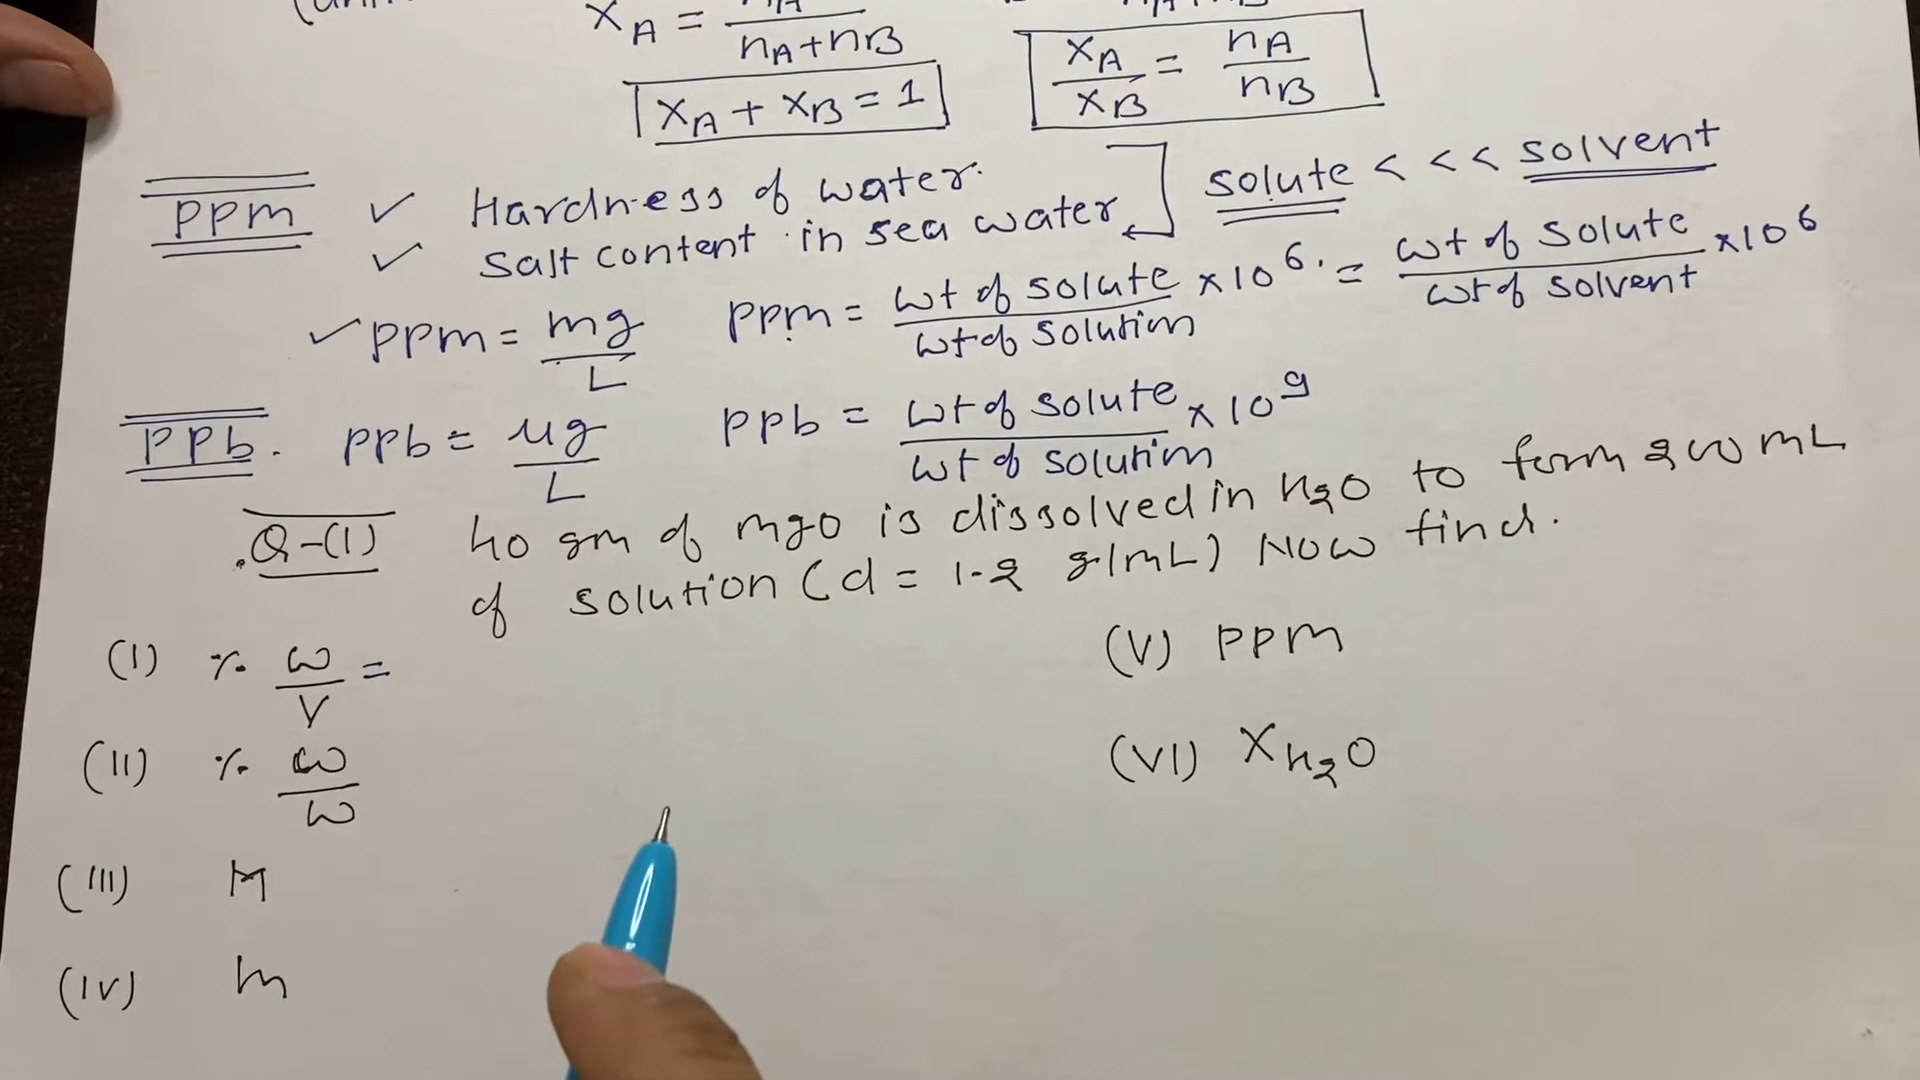 X_A = n_A / (n_A + n_B)
X_A + X_B = 1
X_A / X_B = n_A / n_B
PPm ✓ Hardness of water.
✓ Salt content in sea water
solute < < < solvent
✓ PPm = mg / L PPm = wt of solute / wt of solution × 10^6. = wt of solute / wt of solvent × 10^6
PPb. PPb = μg / L PPb = wt of solute / wt of solution × 10^9
.Q-(1) 40 gm of mgo is dissolved in H2O to form 200 mL
of solution (d = 1.2 g/mL) Now find.
(I) % w/V =
(II) % w/w
(III) M
(IV) m
(V) PPm
(VI) X_H2O